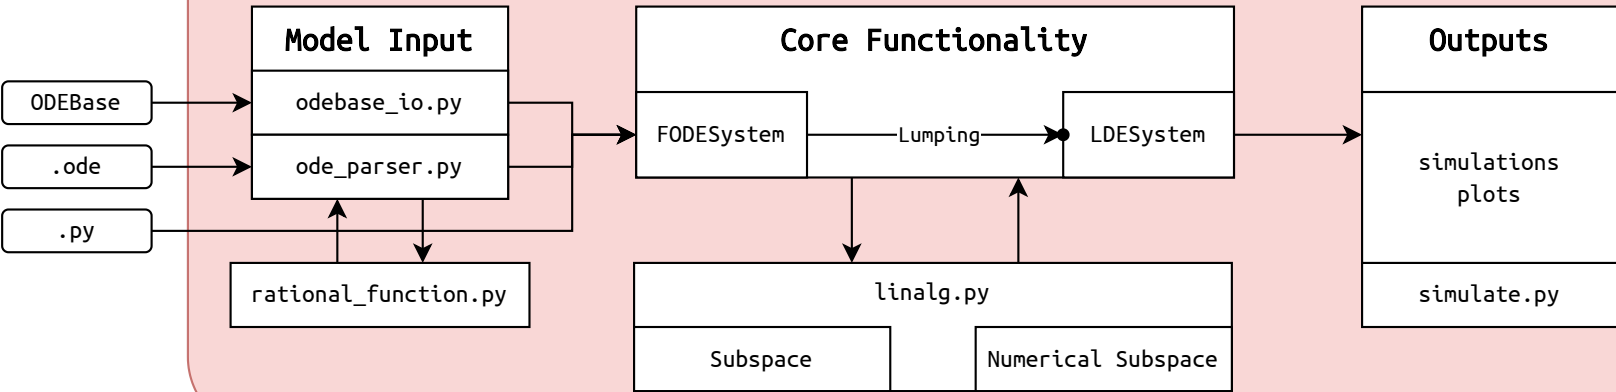 Model Input
Core Functionality
Outputs
ODEBase
odebase_io.py
FODESystem
Lumping
LDESystem
.ode
ode_parser.py
simulations
plots
.py
rational_function.py
linalg.py
simulate.py
Subspace
Numerical Subspace